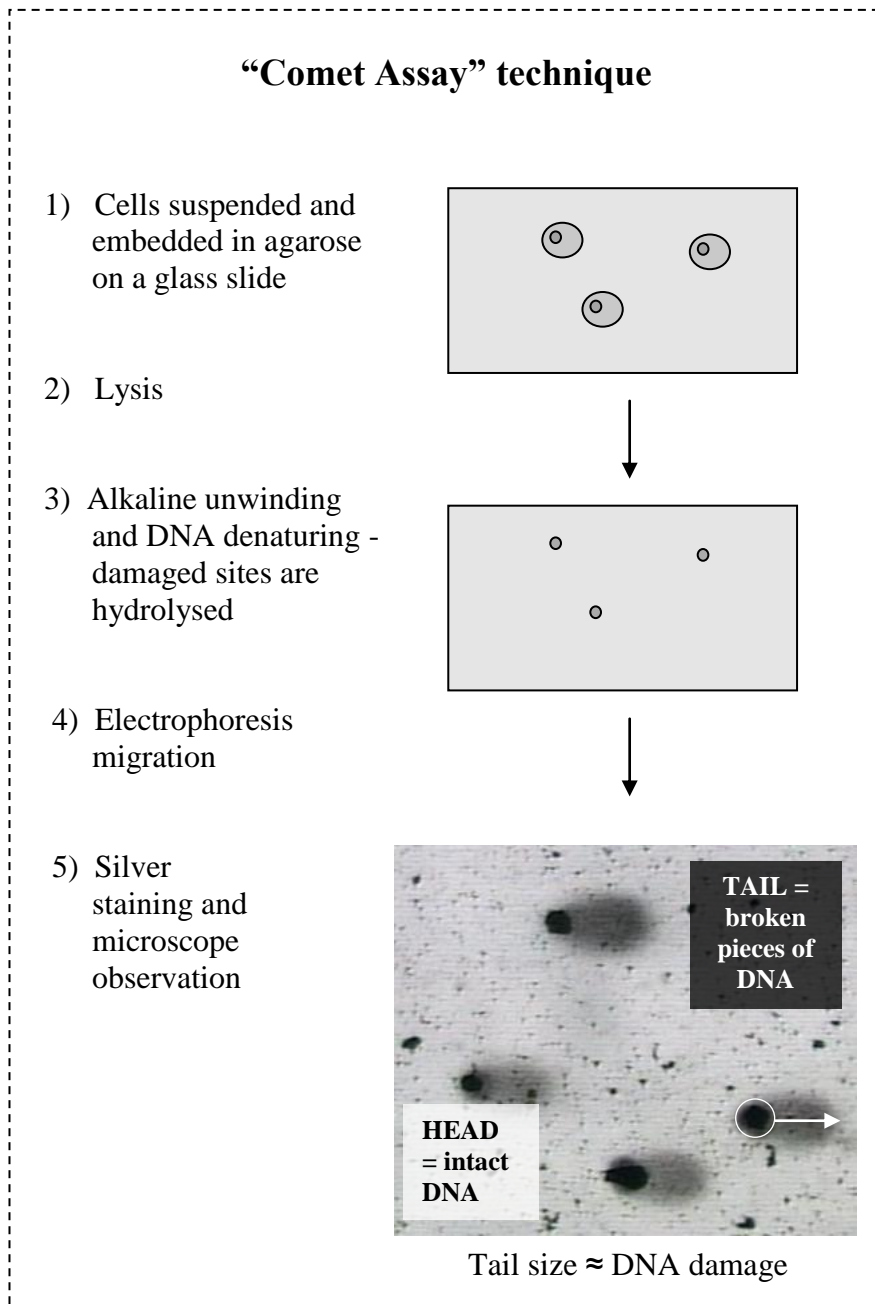 “Comet Assay” technique
1) Cells suspended and
embedded in agarose
on a glass slide
2) Lysis
3) Alkaline unwinding
and DNA denaturing -
damaged sites are
hydrolysed
4) Electrophoresis
migration
5) Silver
staining and
microscope
observation
TAIL =
broken
pieces of
DNA
HEAD
= intact
DNA
Tail size ≈ DNA damage